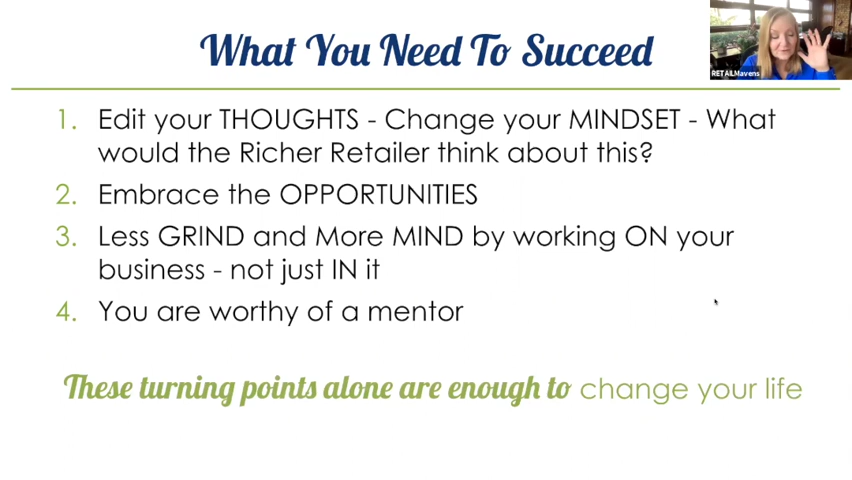 What You Need To Succeed
RETAILMavens
1. Edit your THOUGHTS - Change your MINDSET - What
would the Richer Retailer think about this?
2. Embrace the OPPORTUNITIES
3. Less GRIND and More MIND by working ON your
business - not just IN it
4. You are worthy of a mentor
These turning points alone are enough to change your life